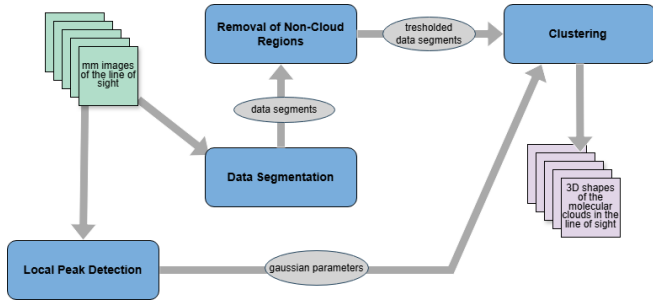 Removal of Non-Cloud
Regions
tresholded
data segments
Clustering
mm images
of the line of
sight
data segments
Data Segmentation
3D shapes
of the
molecular
clouds in the
line of sight
Local Peak Detection
gaussian parameters